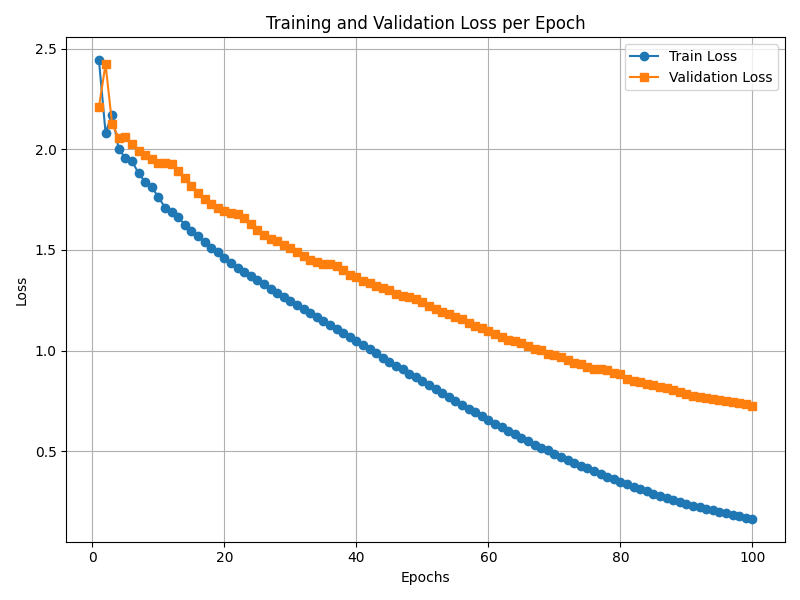 Training and Validation Loss per Epoch
Train Loss
Validation Loss
2.5
2.0
1.5
1.0
0.5
Loss
0 20 40 60 80 100
Epochs